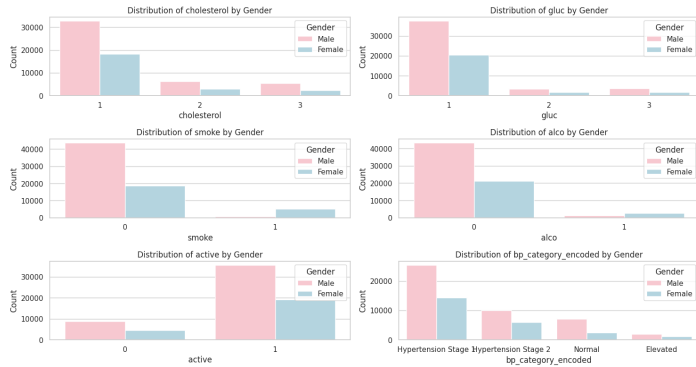 Distribution of cholesterol by Gender
Count
30000
20000
10000
0
1
2
3
cholesterol
Gender
Male
Female
Distribution of gluc by Gender
Count
30000
20000
10000
0
1
2
3
gluc
Gender
Male
Female
Distribution of smoke by Gender
Count
40000
30000
20000
10000
0
0
1
smoke
Gender
Male
Female
Distribution of alco by Gender
Count
40000
30000
20000
10000
0
0
1
alco
Gender
Male
Female
Distribution of active by Gender
Count
30000
20000
10000
0
0
1
active
Gender
Male
Female
Distribution of bp_category_encoded by Gender
Count
20000
10000
0
Hypertension Stage 1
Hypertension Stage 2
Normal
Elevated
bp_category_encoded
Gender
Male
Female